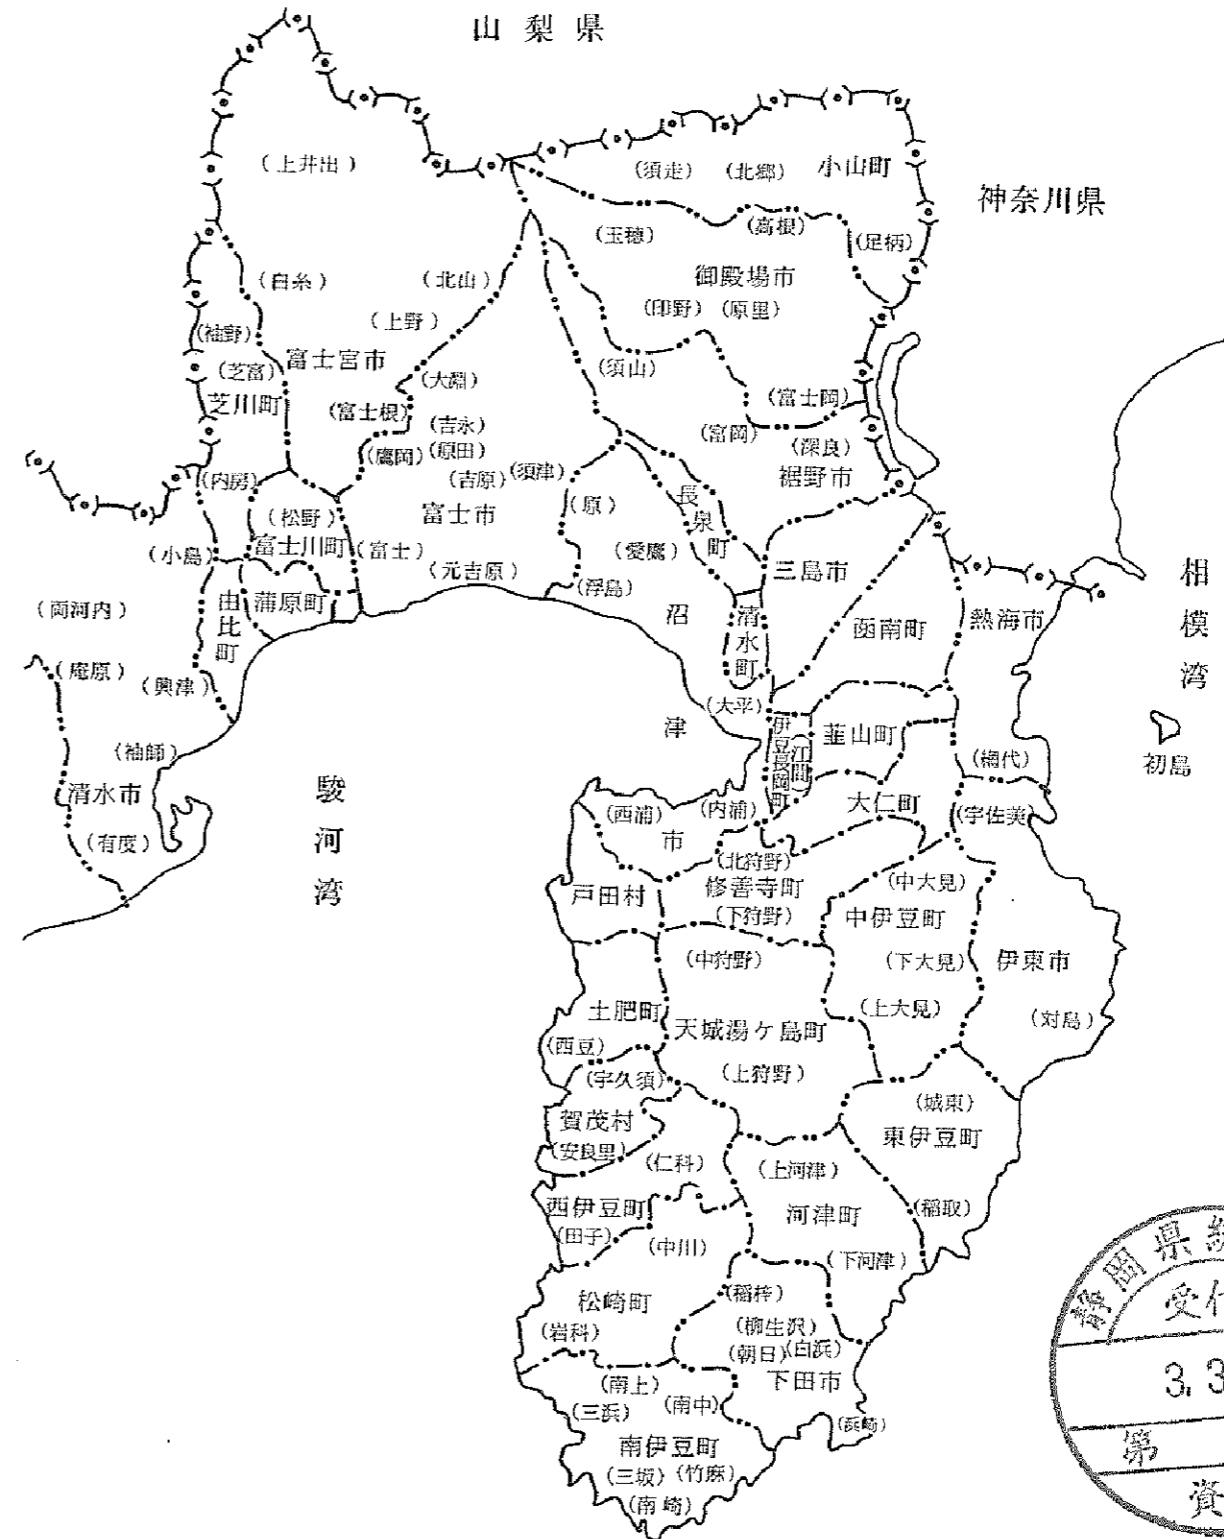 山梨県
(上井出)
(須走)
(北郷)
小山町
神奈川県
(玉穂)
(高根)
(足柄)
(白糸)
(北山)
御殿場市
(印野)
(原里)
(上野)
(袖野)
富士宮市
(須山)
(芝富)
(大淵)
(富士岡)
芝川町
(富士根)
(吉永)
(富岡)
(鷹岡)
(原田)
(深良)
(吉原)
(須津)
裾野市
(内房)
長泉町
(原)
(松野)
富士市
(小島)
富士川町
(富士)
(愛鷹)
三島市
(元吉原)
(浮島)
相模湾
(両河内)
由比町
蒲原町
沼津市
清水町
函南町
熱海市
(庵原)
(興津)
(大平)
伊豆長岡町
(江間)
韮山町
初島
(袖師)
(網代)
清水市
駿河湾
大仁町
(西浦)
(内浦)
(宇佐美)
(有度)
(北狩野)
戸田村
修善寺町
(中大見)
(下狩野)
中伊豆町
(中狩野)
(下大見)
伊東市
土肥町
(上大見)
天城湯ケ島町
(対島)
(西豆)
(宇久須)
(上狩野)
賀茂村
(城東)
東伊豆町
(安良里)
(仁科)
(上河津)
西伊豆町
河津町
(稲取)
(田子)
(中川)
(下河津)
松崎町
(稲梓)
(岩科)
(柳生沢)
(朝日)
(白浜)
下田市
(南上)
(三浜)
(南中)
(浜崎)
南伊豆町
(三坂)
(竹麻)
(南崎)
静岡県
受
3.3
第
資